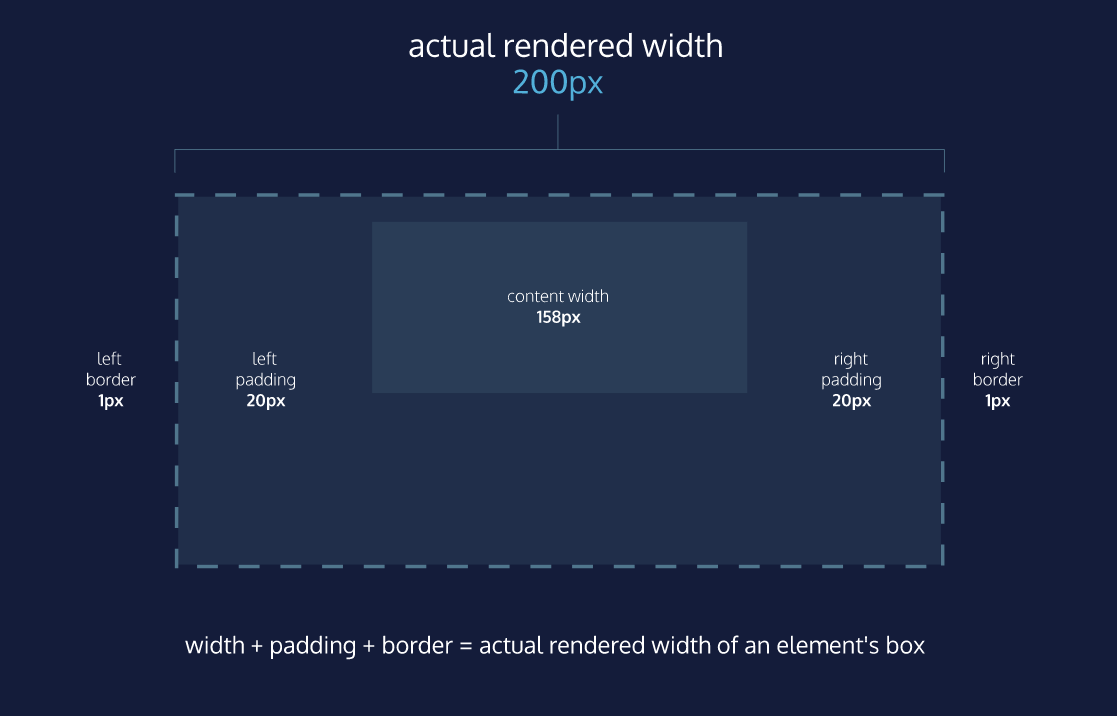 actual rendered width
200px
content width
158px
left
border
1px
left
padding
20px
right
padding
20px
right
border
1px
width + padding + border = actual rendered width of an element's box